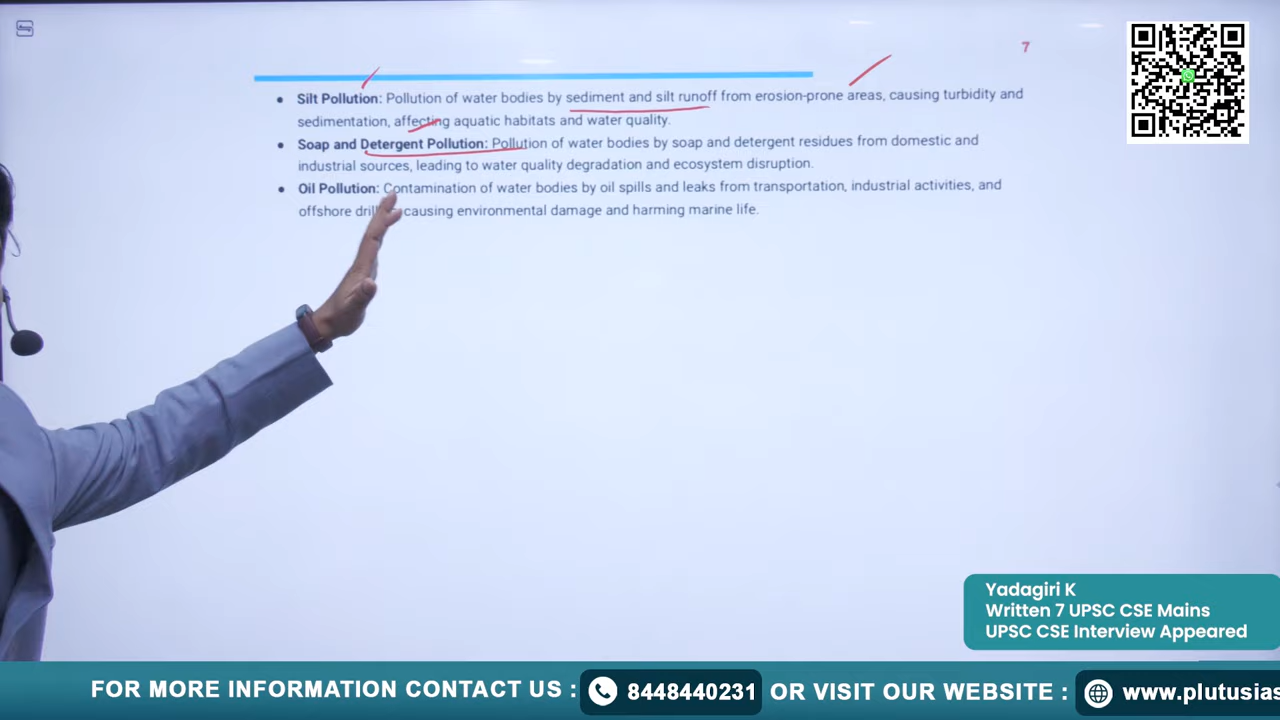 7
• Silt Pollution: Pollution of water bodies by sediment and silt runoff from erosion-prone areas, causing turbidity and
sedimentation, affecting aquatic habitats and water quality.
• Soap and Detergent Pollution: Pollution of water bodies by soap and detergent residues from domestic and
industrial sources, leading to water quality degradation and ecosystem disruption.
• Oil Pollution: Contamination of water bodies by oil spills and leaks from transportation, industrial activities, and
offshore causing environmental damage and harming marine life.
Yadagiri K
Written 7 UPSC CSE Mains
UPSC CSE Interview Appeared
FOR MORE INFORMATION CONTACT US : 8448440231 OR VISIT OUR WEBSITE : www.plutusias